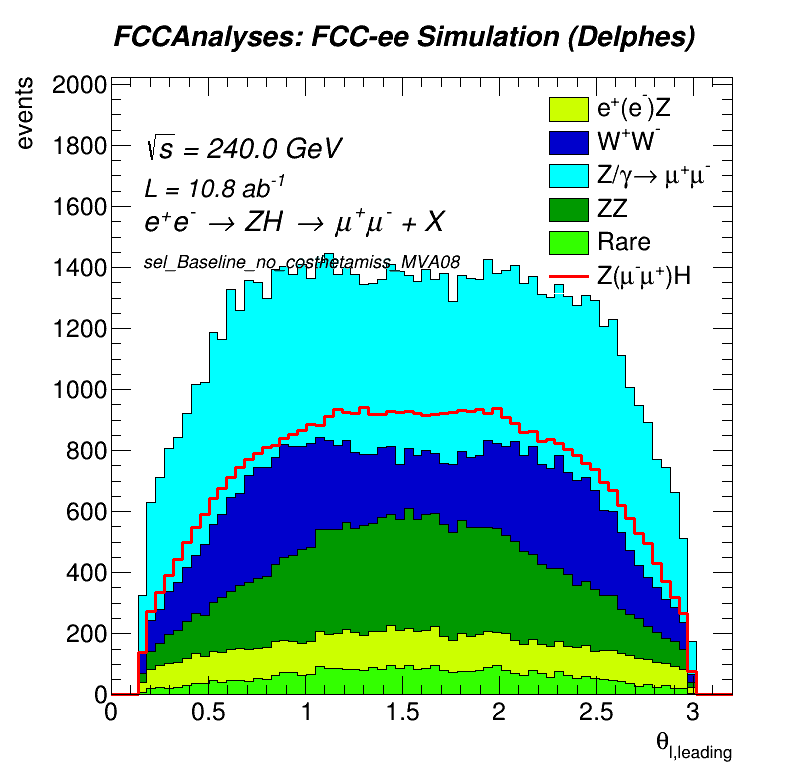 FCCAnalyses: FCC-ee Simulation (Delphes)
events
2000
1800
1600
1400
1200
1000
800
600
400
200
0
√s = 240.0 GeV
L = 10.8 ab⁻¹
e⁺e⁻ → ZH → μ⁺μ⁻ + X
sel_Baseline_no_costhetamiss_MVA08
e⁺(e⁻)Z
W⁺W⁻
Z/γ→ μ⁺μ⁻
ZZ
Rare
Z(μ⁻μ⁺)H
0 0.5 1 1.5 2 2.5 3
θl,leading